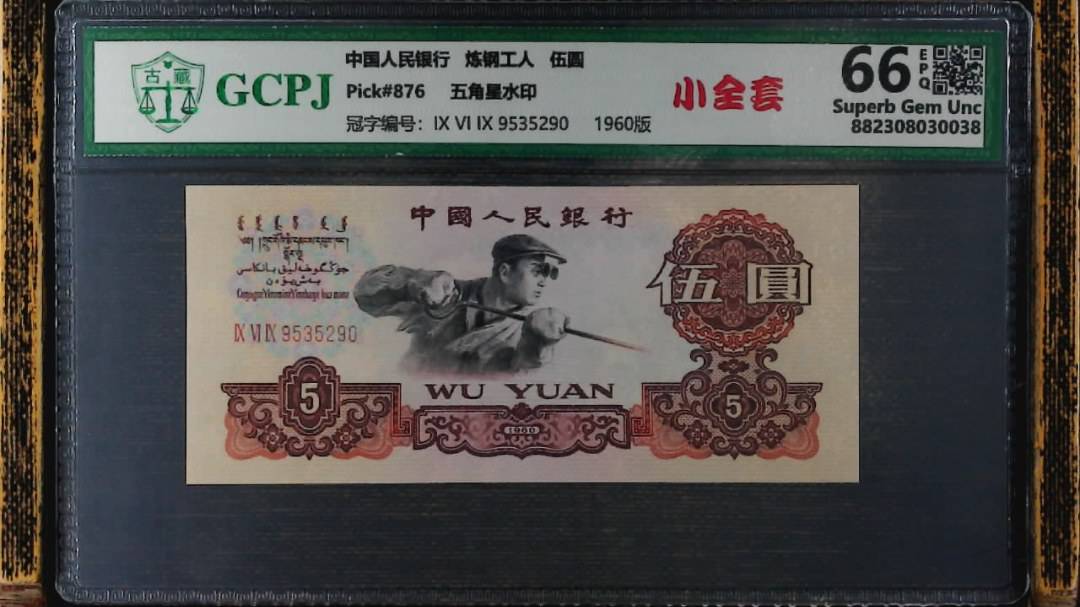 古藏
GCPJ
中国人民银行 炼钢工人 伍圆
Pick#876 五角星水印
冠字编号: IX VI IX 9535290 1960版
小全套
66
EPQ
Superb Gem Unc
882308030038
中國人民銀行
IX VI IX 9535290
伍圓
WU YUAN
5
1960
5